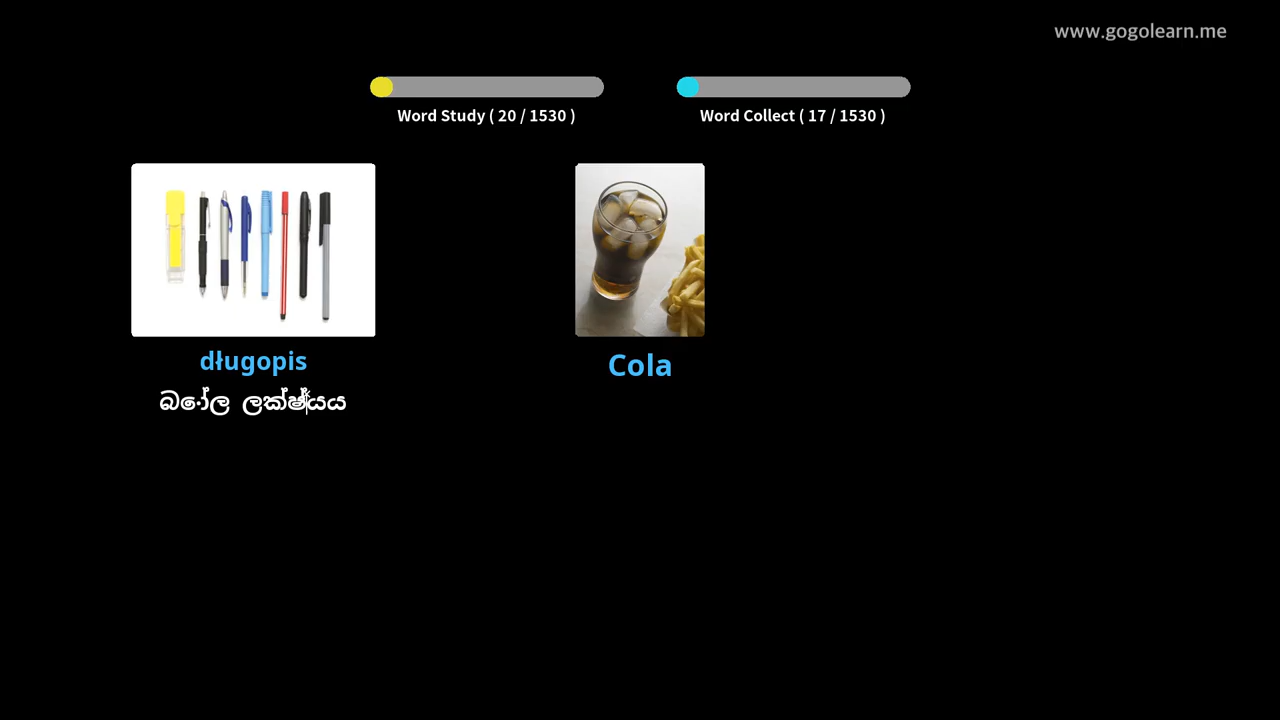 www.gogolearn.me
Word Study ( 20 / 1530 )
Word Collect ( 17 / 1530 )
długopis
Cola
බෝල ලක්ෂ්‍යය